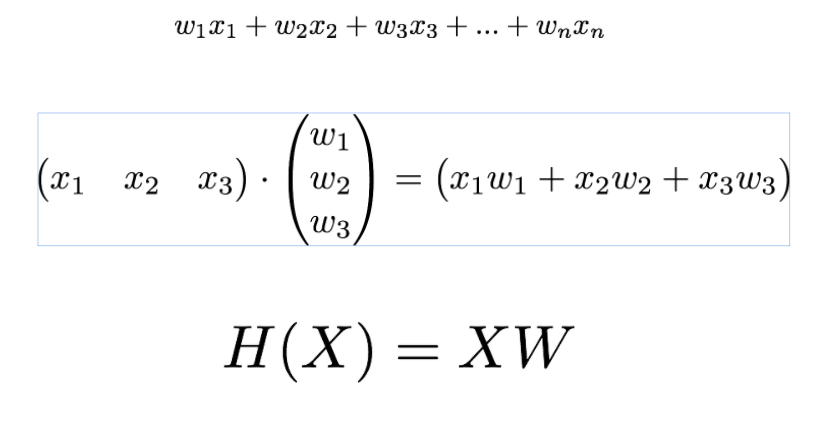 w₁x₁ + w₂x₂ + w₃x₃ + ... + wₙxₙ
(x₁ x₂ x₃) · (w₁ w₂ w₃) = (x₁w₁ + x₂w₂ + x₃w₃)
H(X) = XW